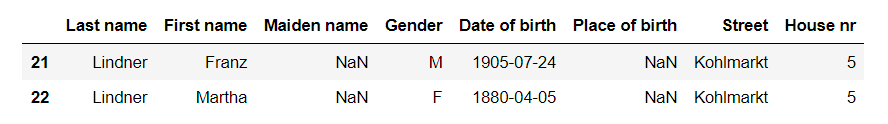 Last name First name Maiden name Gender Date of birth Place of birth Street House nr
21 Lindner Franz NaN M 1905-07-24 NaN Kohlmarkt 5
22 Lindner Martha NaN F 1880-04-05 NaN Kohlmarkt 5